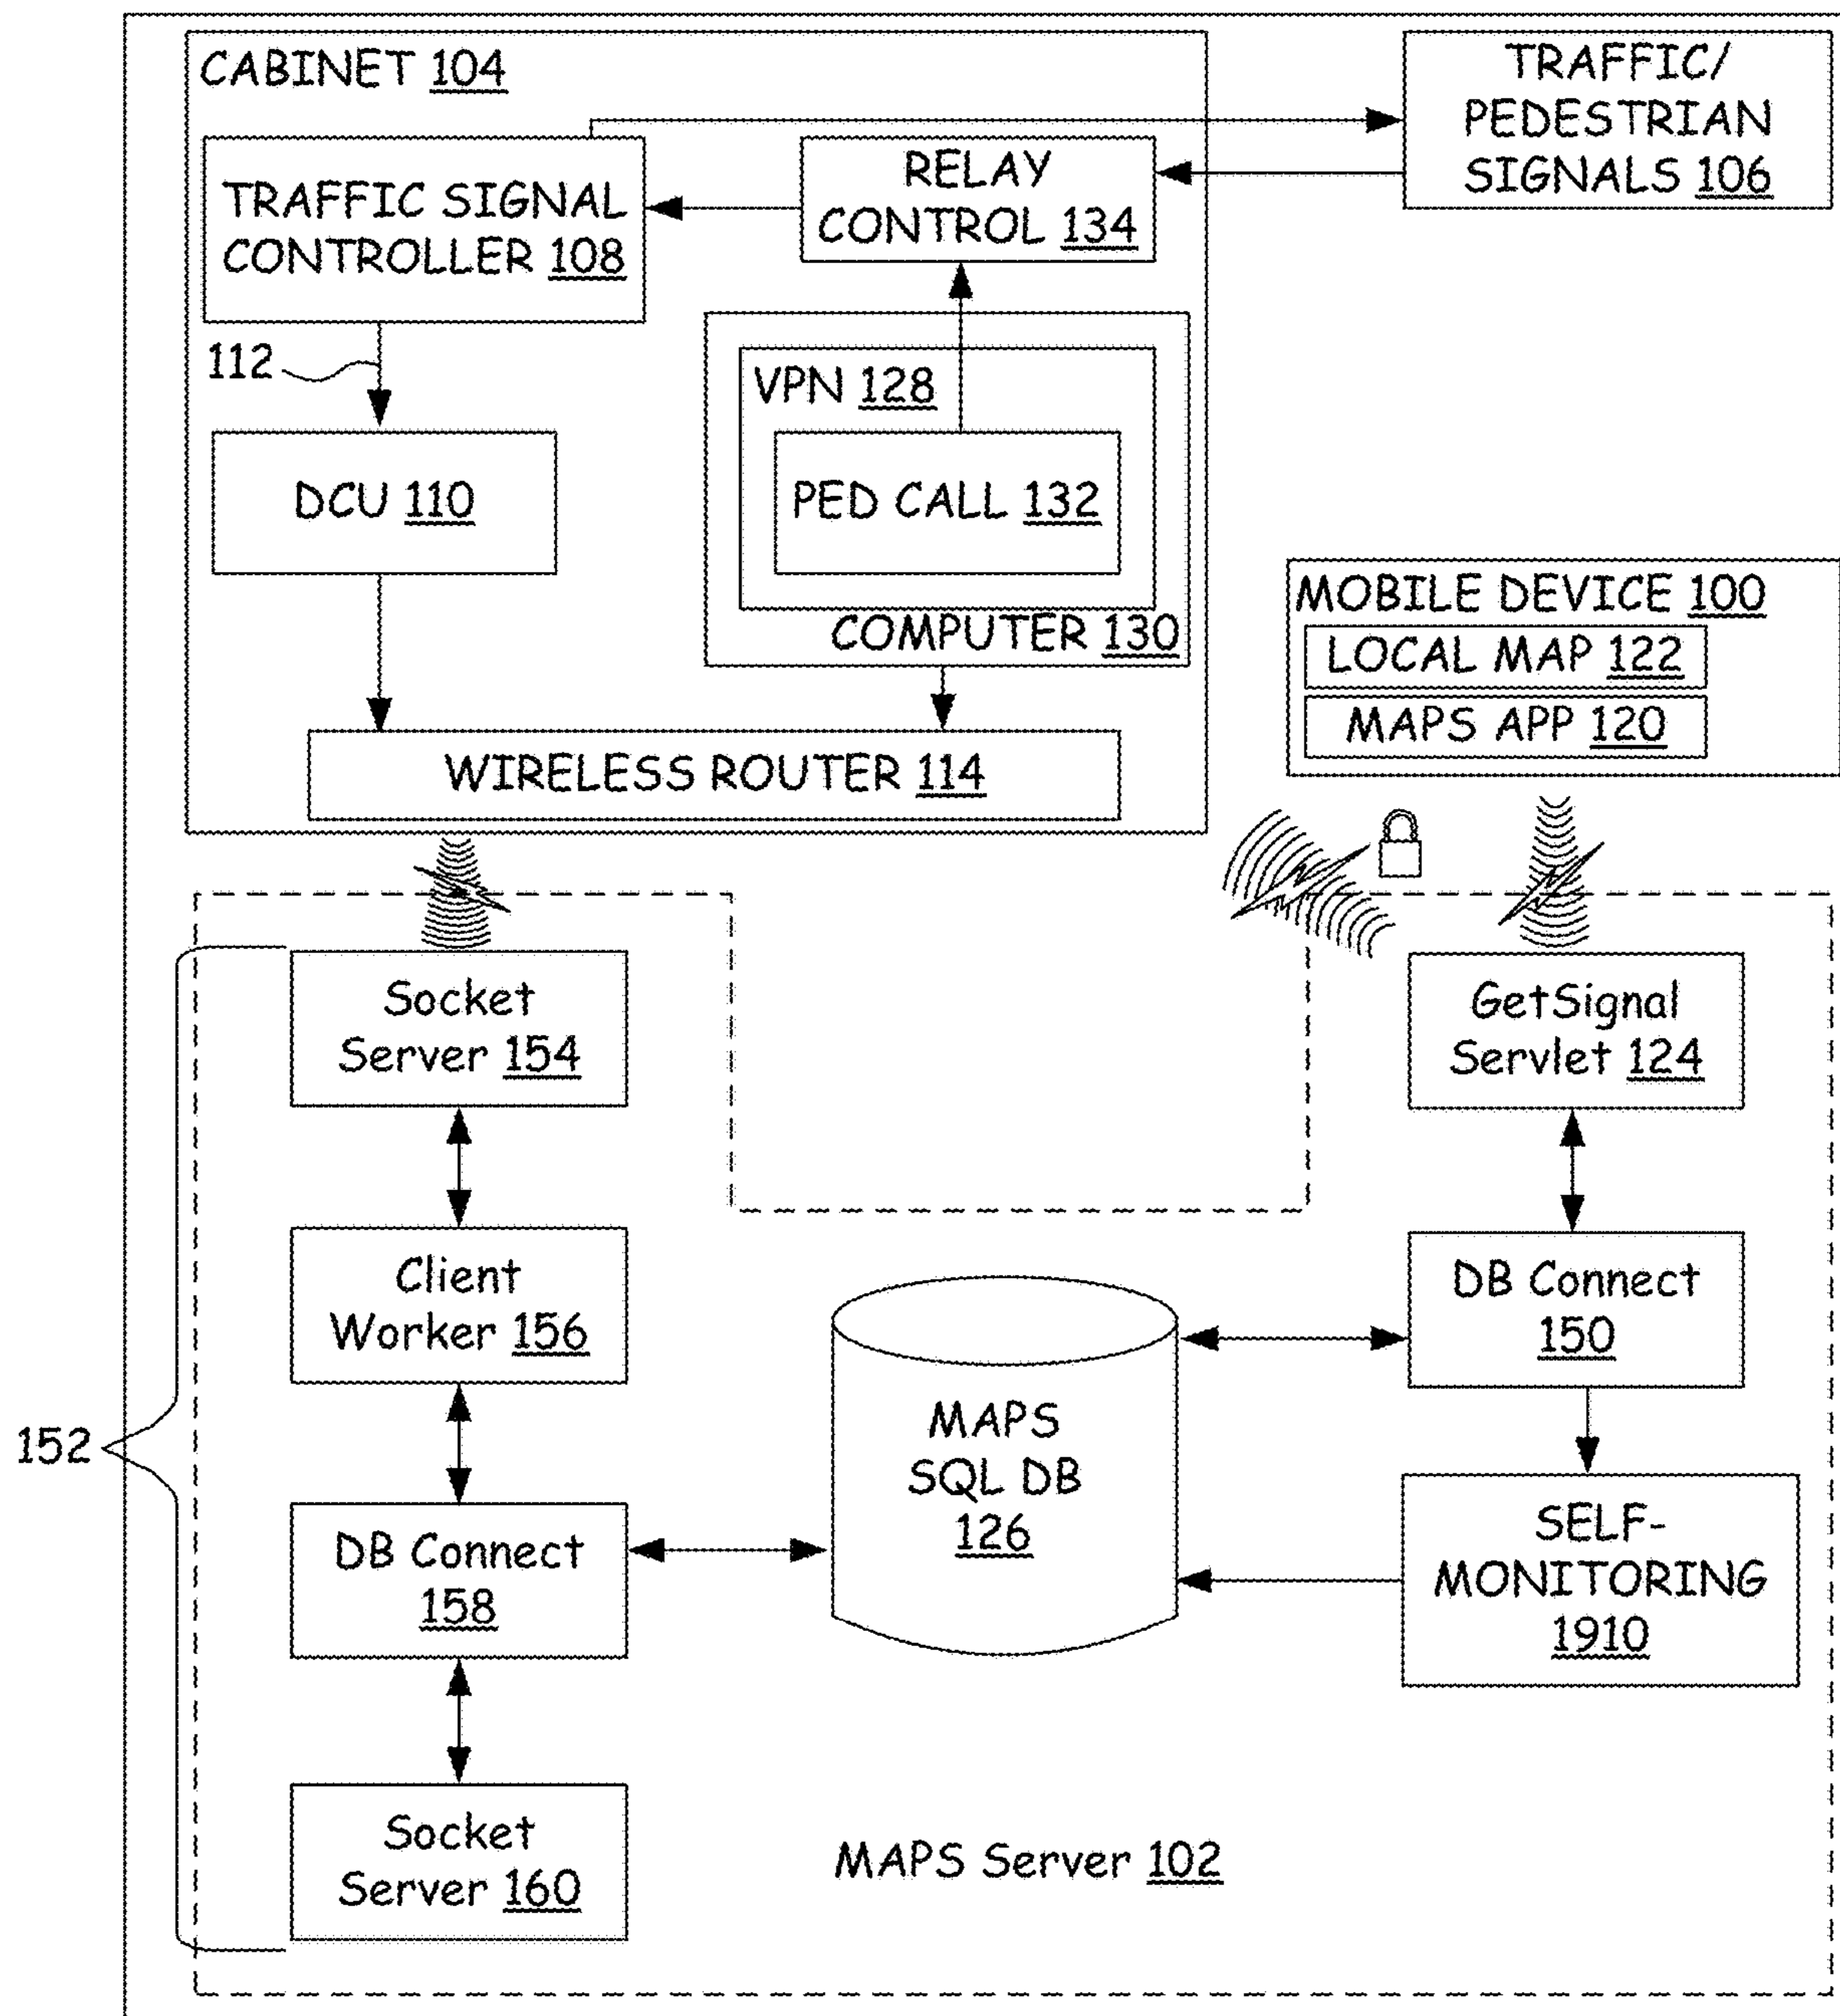 CABINET 104
TRAFFIC/
PEDESTRIAN
SIGNALS 106
TRAFFIC SIGNAL
CONTROLLER 108
RELAY
CONTROL 134
112
VPN 128
DCU 110
PED CALL 132
COMPUTER 130
MOBILE DEVICE 100
LOCAL MAP 122
MAPS APP 120
WIRELESS ROUTER 114
Socket
Server 154
GetSignal
Servlet 124
Client
Worker 156
DB Connect
150
152
MAPS
SQL DB
126
DB Connect
158
SELF-
MONITORING
1910
Socket
Server 160
MAPS Server 102